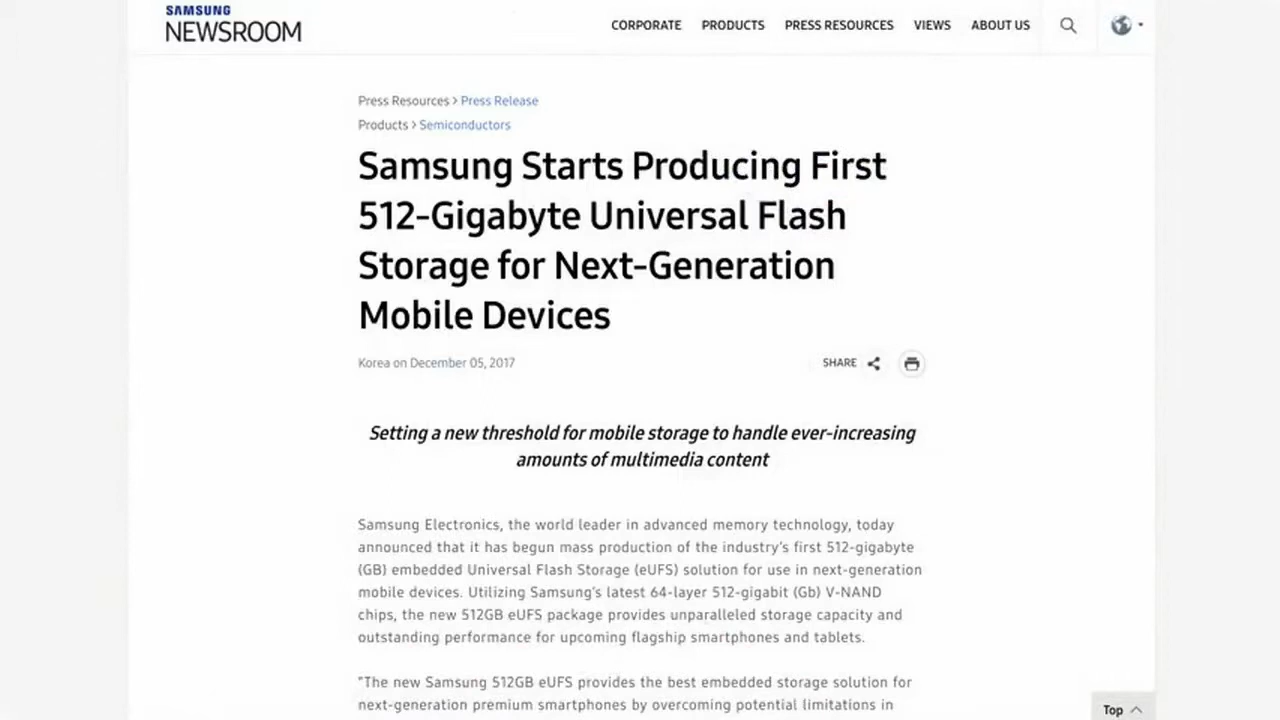 SAMSUNG
NEWSROOM
CORPORATE PRODUCTS PRESS RESOURCES VIEWS ABOUT US
Press Resources > Press Release
Products > Semiconductors
Samsung Starts Producing First
512-Gigabyte Universal Flash
Storage for Next-Generation
Mobile Devices
Korea on December 05, 2017
SHARE
Setting a new threshold for mobile storage to handle ever-increasing
amounts of multimedia content
Samsung Electronics, the world leader in advanced memory technology, today
announced that it has begun mass production of the industry's first 512-gigabyte
(GB) embedded Universal Flash Storage (eUFS) solution for use in next-generation
mobile devices. Utilizing Samsung's latest 64-layer 512-gigabit (Gb) V-NAND
chips, the new 512GB eUFS package provides unparalleled storage capacity and
outstanding performance for upcoming flagship smartphones and tablets.
"The new Samsung 512GB eUFS provides the best embedded storage solution for
next-generation premium smartphones by overcoming potential limitations in
Top